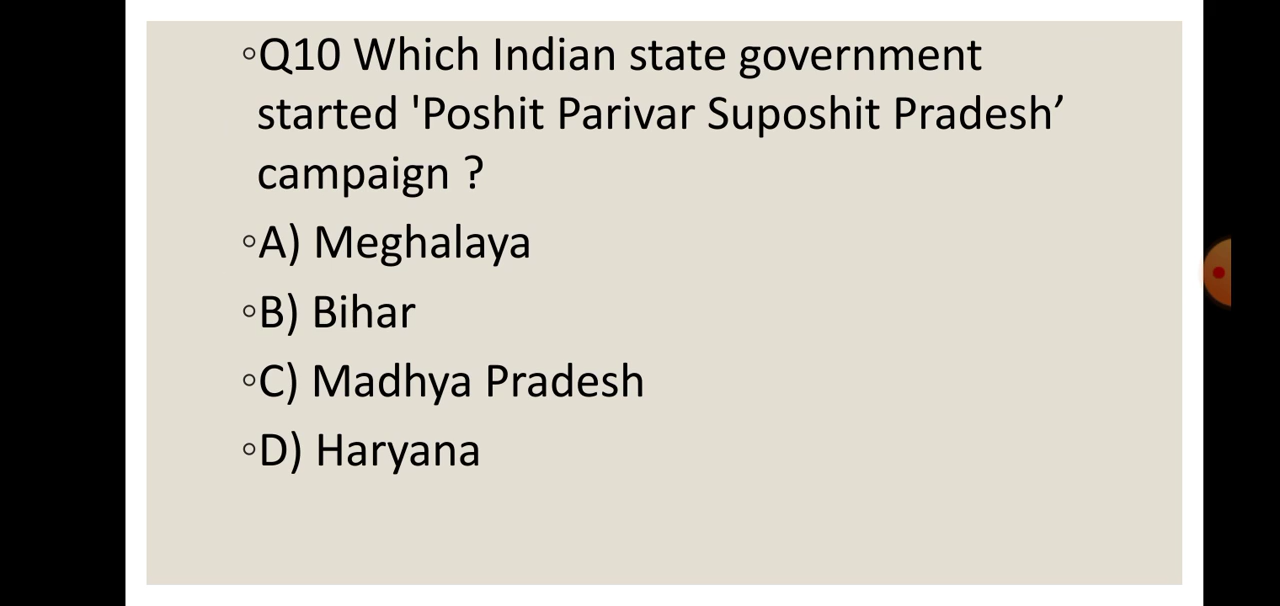 ◦Q10 Which Indian state government
started 'Poshit Parivar Suposhit Pradesh’
campaign ?
◦A) Meghalaya
◦B) Bihar
◦C) Madhya Pradesh
◦D) Haryana